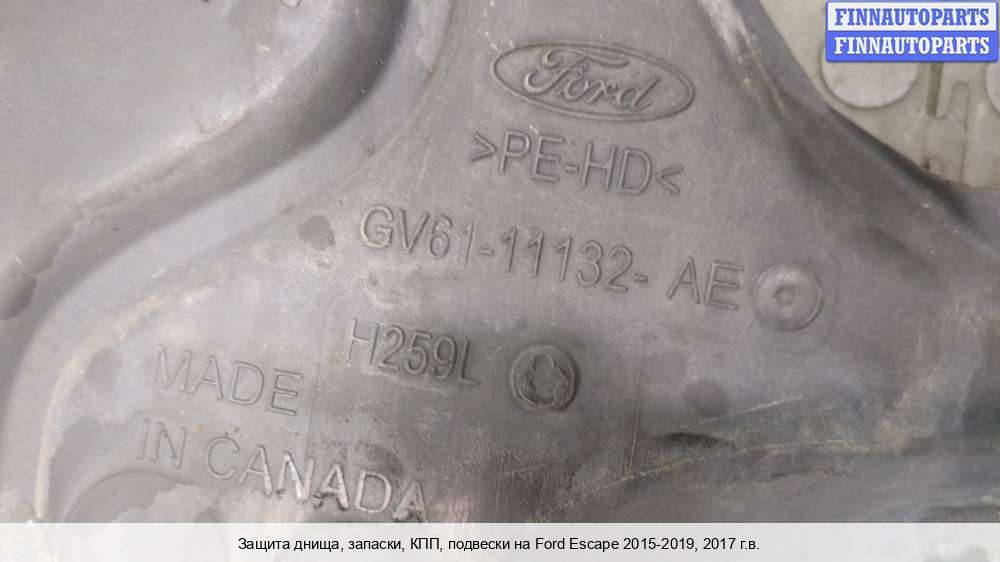 FINNAUTOPARTS
FINNAUTOPARTS
Ford
>PE-HD<
GV61-11132- AE
H259L
MADE
IN CANADA
Защита днища, запаски, КПП, подвески на Ford Escape 2015-2019, 2017 г.в.